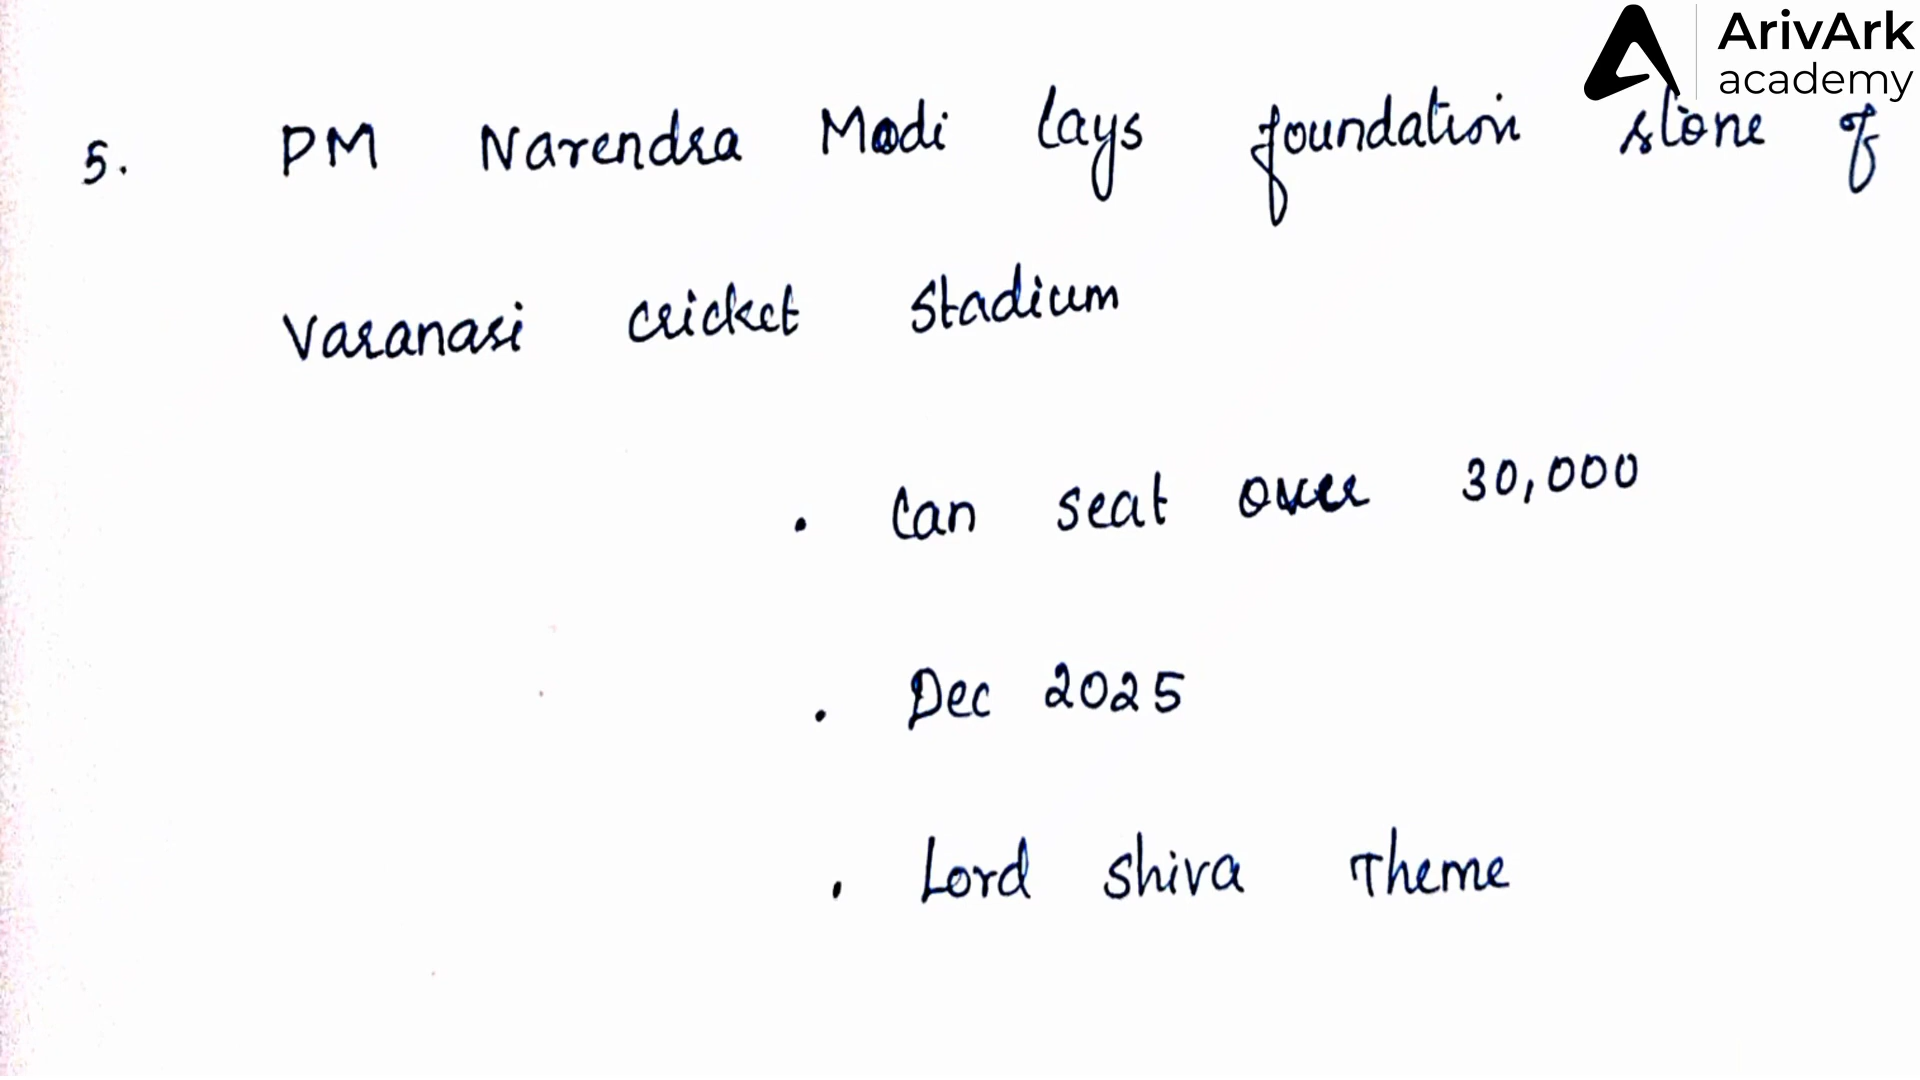 ArivArk
academy
5. PM Narendra Modi lays foundation stone of
Varanasi cricket stadium
. Can seat over 30,000
. Dec 2025
. Lord Shiva Theme